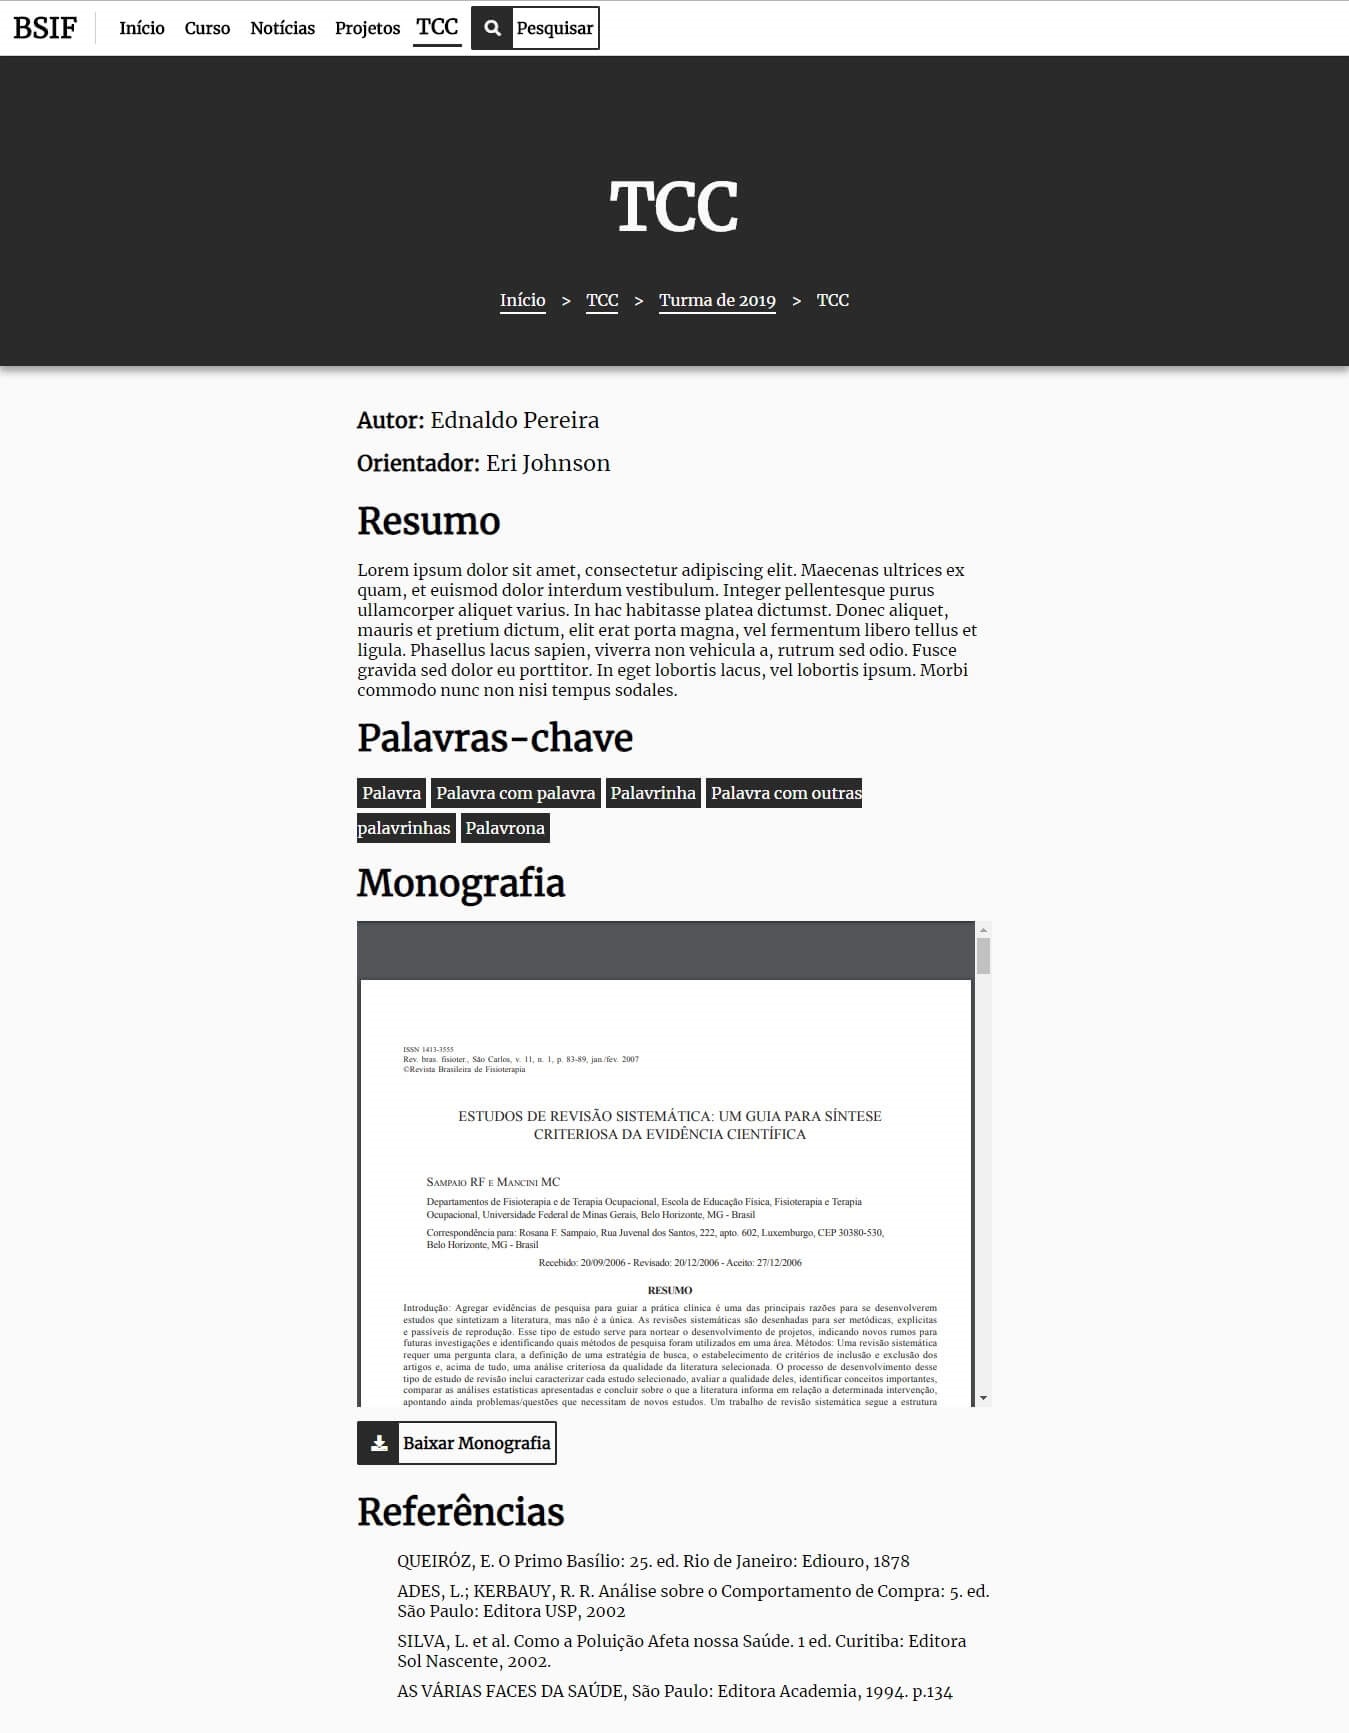 BSIF Início Curso Notícias Projetos TCC Pesquisar
TCC
Início > TCC > Turma de 2019 > TCC
Autor: Ednaldo Pereira
Orientador: Eri Johnson
Resumo
Lorem ipsum dolor sit amet, consectetur adipiscing elit. Maecenas ultrices ex
quam, et euismod dolor interdum vestibulum. Integer pellentesque purus
ullamcorper aliquet varius. In hac habitasse platea dictumst. Donec aliquet,
mauris et pretium dictum, elit erat porta magna, vel fermentum libero tellus et
ligula. Phasellus lacus sapien, viverra non vehicula a, rutrum sed odio. Fusce
gravida sed dolor eu porttitor. In eget lobortis lacus, vel lobortis ipsum. Morbi
commodo nunc non nisi tempus sodales.
Palavras-chave
Palavra Palavra com palavra Palavrinha Palavra com outras
palavrinhas Palavrona
Monografia
ISSN 1413-3555
Rev. bras. fisioter., São Carlos, v. 11, n. 1, p. 83-89, jan./fev. 2007
©Revista Brasileira de Fisioterapia
ESTUDOS DE REVISÃO SISTEMÁTICA: UM GUIA PARA SÍNTESE
CRITERIOSA DA EVIDÊNCIA CIENTÍFICA
SAMPAIO RF E MANCINI MC
Departamentos de Fisioterapia e de Terapia Ocupacional, Escola de Educação Física, Fisioterapia e Terapia
Ocupacional, Universidade Federal de Minas Gerais, Belo Horizonte, MG - Brasil
Correspondência para: Rosana F. Sampaio, Rua Juvenal dos Santos, 222, apto. 602, Luxemburgo, CEP 30380-530,
Belo Horizonte, MG - Brasil
Recebido: 20/09/2006 - Revisado: 20/12/2006 - Aceito: 27/12/2006
RESUMO
Introdução: Agregar evidências de pesquisa para guiar a prática clínica é uma das principais razões para se desenvolverem
estudos que sintetizam a literatura, mas não é a única. As revisões sistemáticas são desenhadas para ser metódicas, explícitas
e passíveis de reprodução. Esse tipo de estudo serve para nortear o desenvolvimento de projetos, indicando novos rumos para
futuras investigações e identificando quais métodos de pesquisa foram utilizados em uma área. Métodos: Uma revisão sistemática
requer uma pergunta clara, a definição de uma estratégia de busca, o estabelecimento de critérios de inclusão e exclusão dos
artigos e, acima de tudo, uma análise criteriosa da qualidade da literatura selecionada. O processo de desenvolvimento desse
tipo de estudo de revisão inclui caracterizar cada estudo selecionado, avaliar a qualidade deles, identificar conceitos importantes,
comparar as análises estatísticas apresentadas e concluir sobre o que a literatura informa em relação a determinada intervenção,
apontando ainda problemas/questões que necessitam de novos estudos. Um trabalho de revisão sistemática segue a estrutura
Baixar Monografia
Referências
QUEIRÓZ, E. O Primo Basílio: 25. ed. Rio de Janeiro: Ediouro, 1878
ADES, L.; KERBAUY, R. R. Análise sobre o Comportamento de Compra: 5. ed.
São Paulo: Editora USP, 2002
SILVA, L. et al. Como a Poluição Afeta nossa Saúde. 1 ed. Curitiba: Editora
Sol Nascente, 2002.
AS VÁRIAS FACES DA SAÚDE, São Paulo: Editora Academia, 1994. p.134